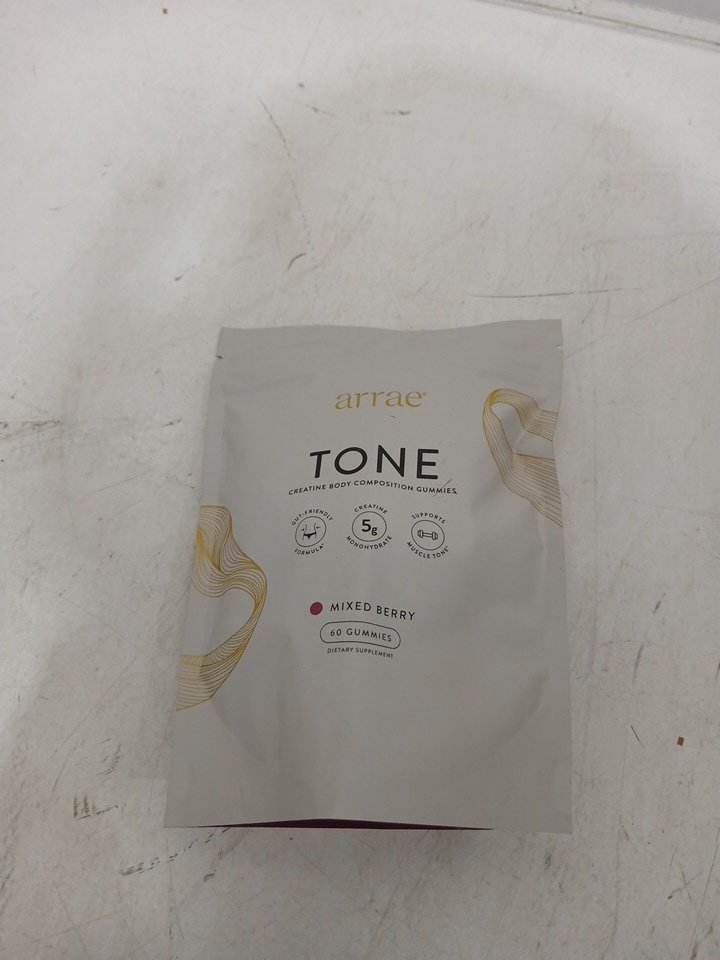 arrae®
TONE
CREATINE BODY COMPOSITION GUMMIES
GUT-FRIENDLY
FORMULA*
CREATINE
5g
MONOHYDRATE
SUPPORTS
MUSCLE TONE*
MIXED BERRY
60 GUMMIES
DIETARY SUPPLEMENT